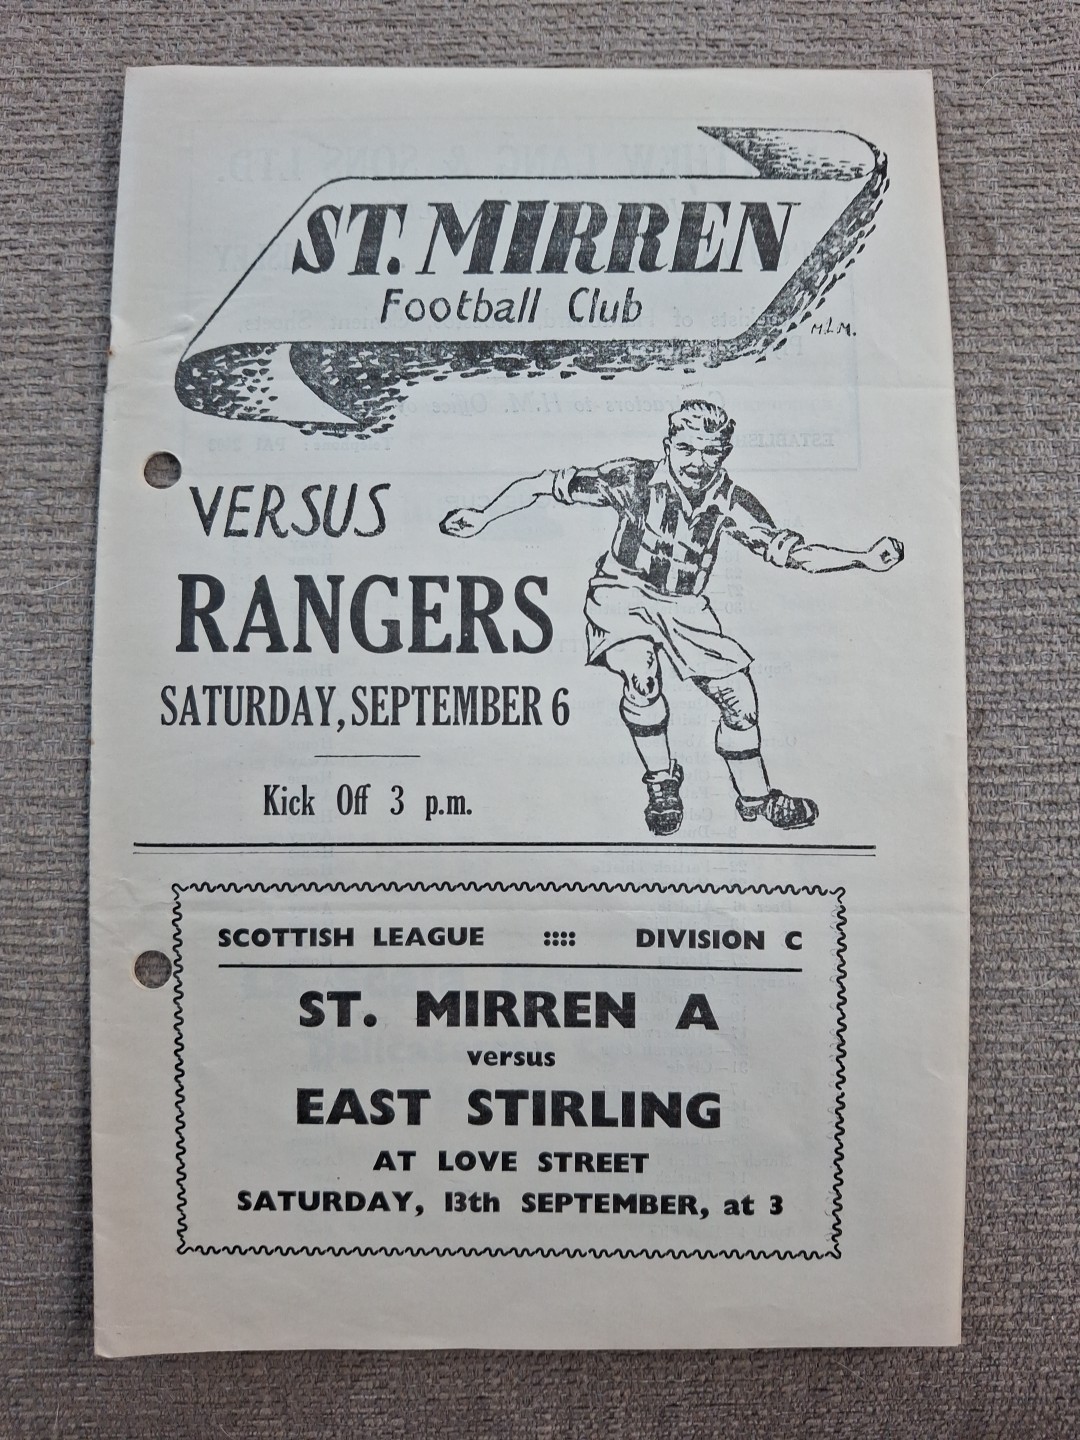 ST. MIRREN
Football Club
M.L.M.
VERSUS
RANGERS
SATURDAY, SEPTEMBER 6
Kick Off 3 p.m.
SCOTTISH LEAGUE :::: DIVISION C
ST. MIRREN A
versus
EAST STIRLING
AT LOVE STREET
SATURDAY, 13th SEPTEMBER, at 3